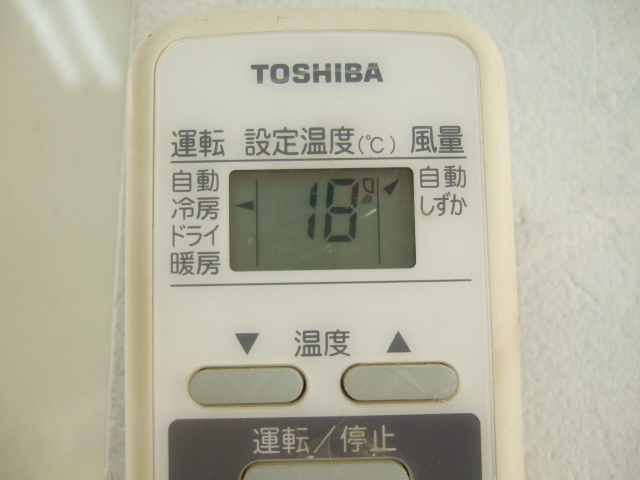 TOSHIBA
運転 設定温度(℃) 風量
自動 18 自動
冷房 しずか
ドライ
暖房
▼ 温度 ▲
運転／停止